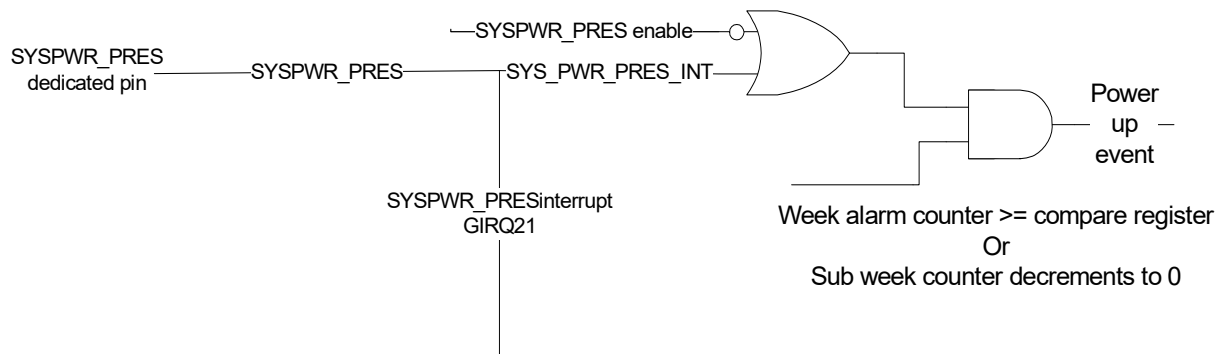 SYSPWR_PRES enable
SYSPWR_PRES
dedicated pin
SYSPWR_PRES
SYS_PWR_PRES_INT
Power
up
event
SYSPWR_PRESinterrupt
GIRQ21
Week alarm counter >= compare register
Or
Sub week counter decrements to 0